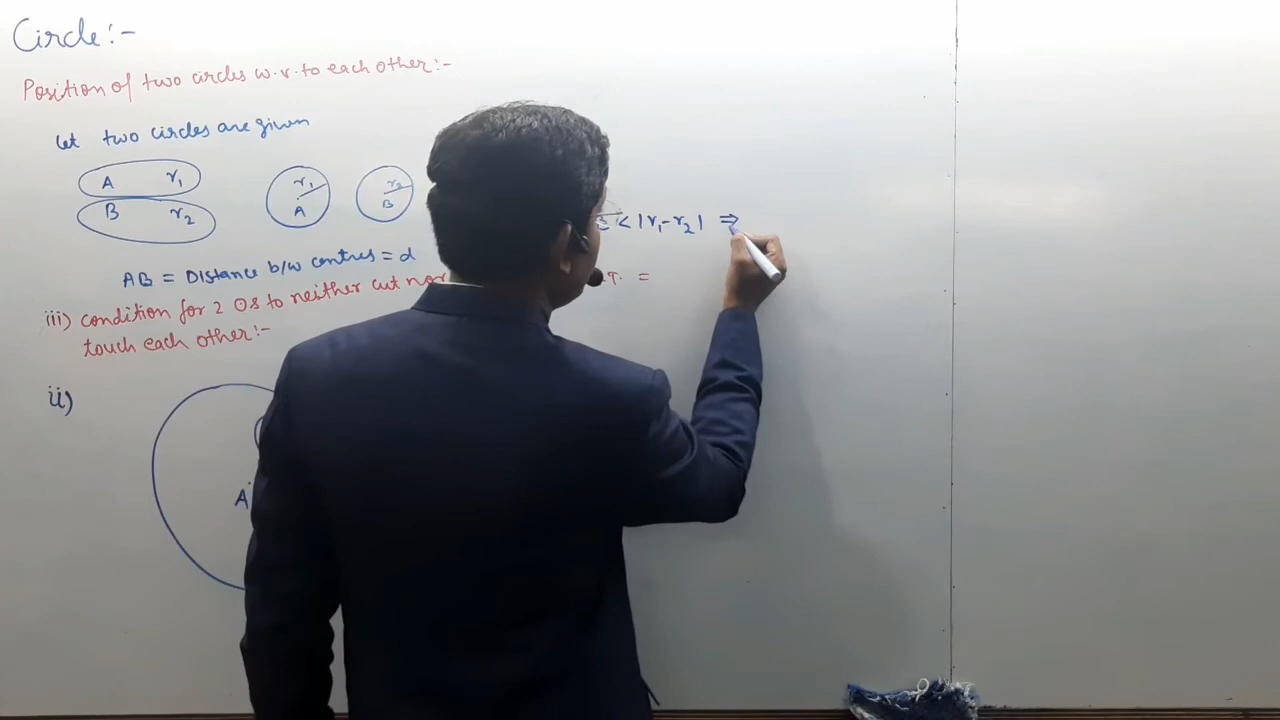 Circle:-
Position of two circles w.r.to each other:-
Let two circles are given
A r₁
B r₂
r₁
A
r₂
B
< |r₁-r₂| ⇒
AB = Distance b/w centres = d
iii) condition for 2 Os to neither cut nor
touch each other:-
T. =
ii)
A